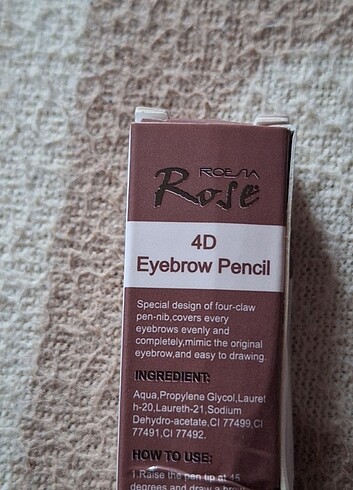 ROESIA
Rose
4D
Eyebrow Pencil
Special design of four-claw
pen-nib,covers every
eyebrows evenly and
completely,mimic the original
eyebrow,and easy to drawing.
INGREDIENT:
Aqua,Propylene Glycol,Lauret
h-20,Laureth-21,Sodium
Dehydro-acetate,CI 77499,CI
77491,CI 77492.
HOW TO USE:
1.Raise the pen tip at 45
degrees and draw a